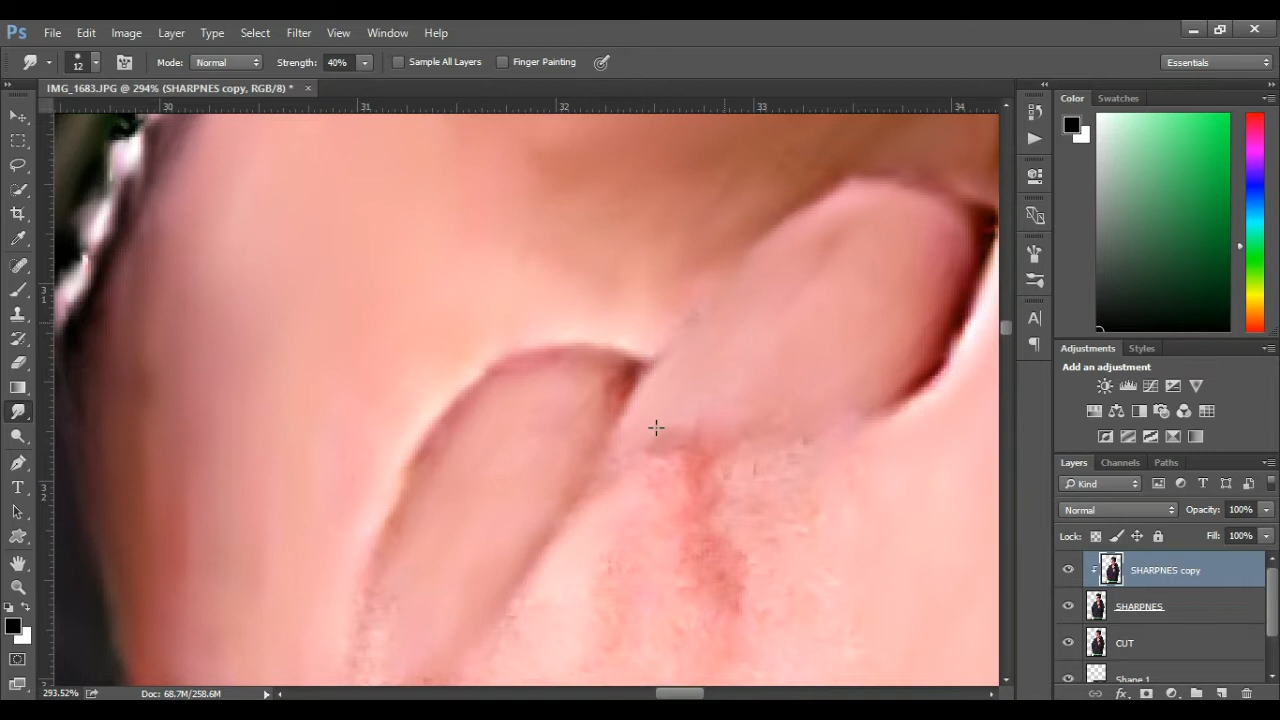 Ps File Edit Image Layer Type Select Filter View Window Help
12 Mode: Normal Strength: 40% Sample All Layers Finger Painting Essentials
IMG_1683.JPG @ 294% (SHARPNES copy, RGB/8) * ×
30 31 32 33 34
Color Swatches
31
32
Adjustments Styles
Add an adjustment
Layers Channels Paths
Kind
Normal Opacity: 100%
Lock: Fill: 100%
SHARPNES copy
SHARPNES
CUT
Shape 1
293.52% Doc: 68.7M/258.6M